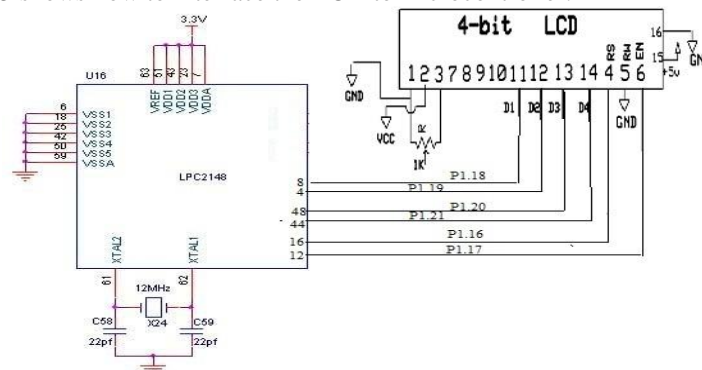 3.3V
4-bit LCD
16
GN
15
+5v
RS
RW
EN
1 2 3 7 8 9 10 11 12 13 14 4 5 6
GND
VCC
R
1K
D1
D2
D3
D4
GND
U16
63
51
43
23
7
VREF
VDD1
VDD2
VDD3
VDDA
6
18
25
42
50
59
VSS1
VSS2
VSS3
VSS4
VSS5
VSSA
LPC2148
8
P1.18
4
P1.19
48
P1.20
44
P1.21
16
P1.16
12
P1.17
XTAL2
XTAL1
61
62
12MHz
X24
C58
22pf
C59
22pf